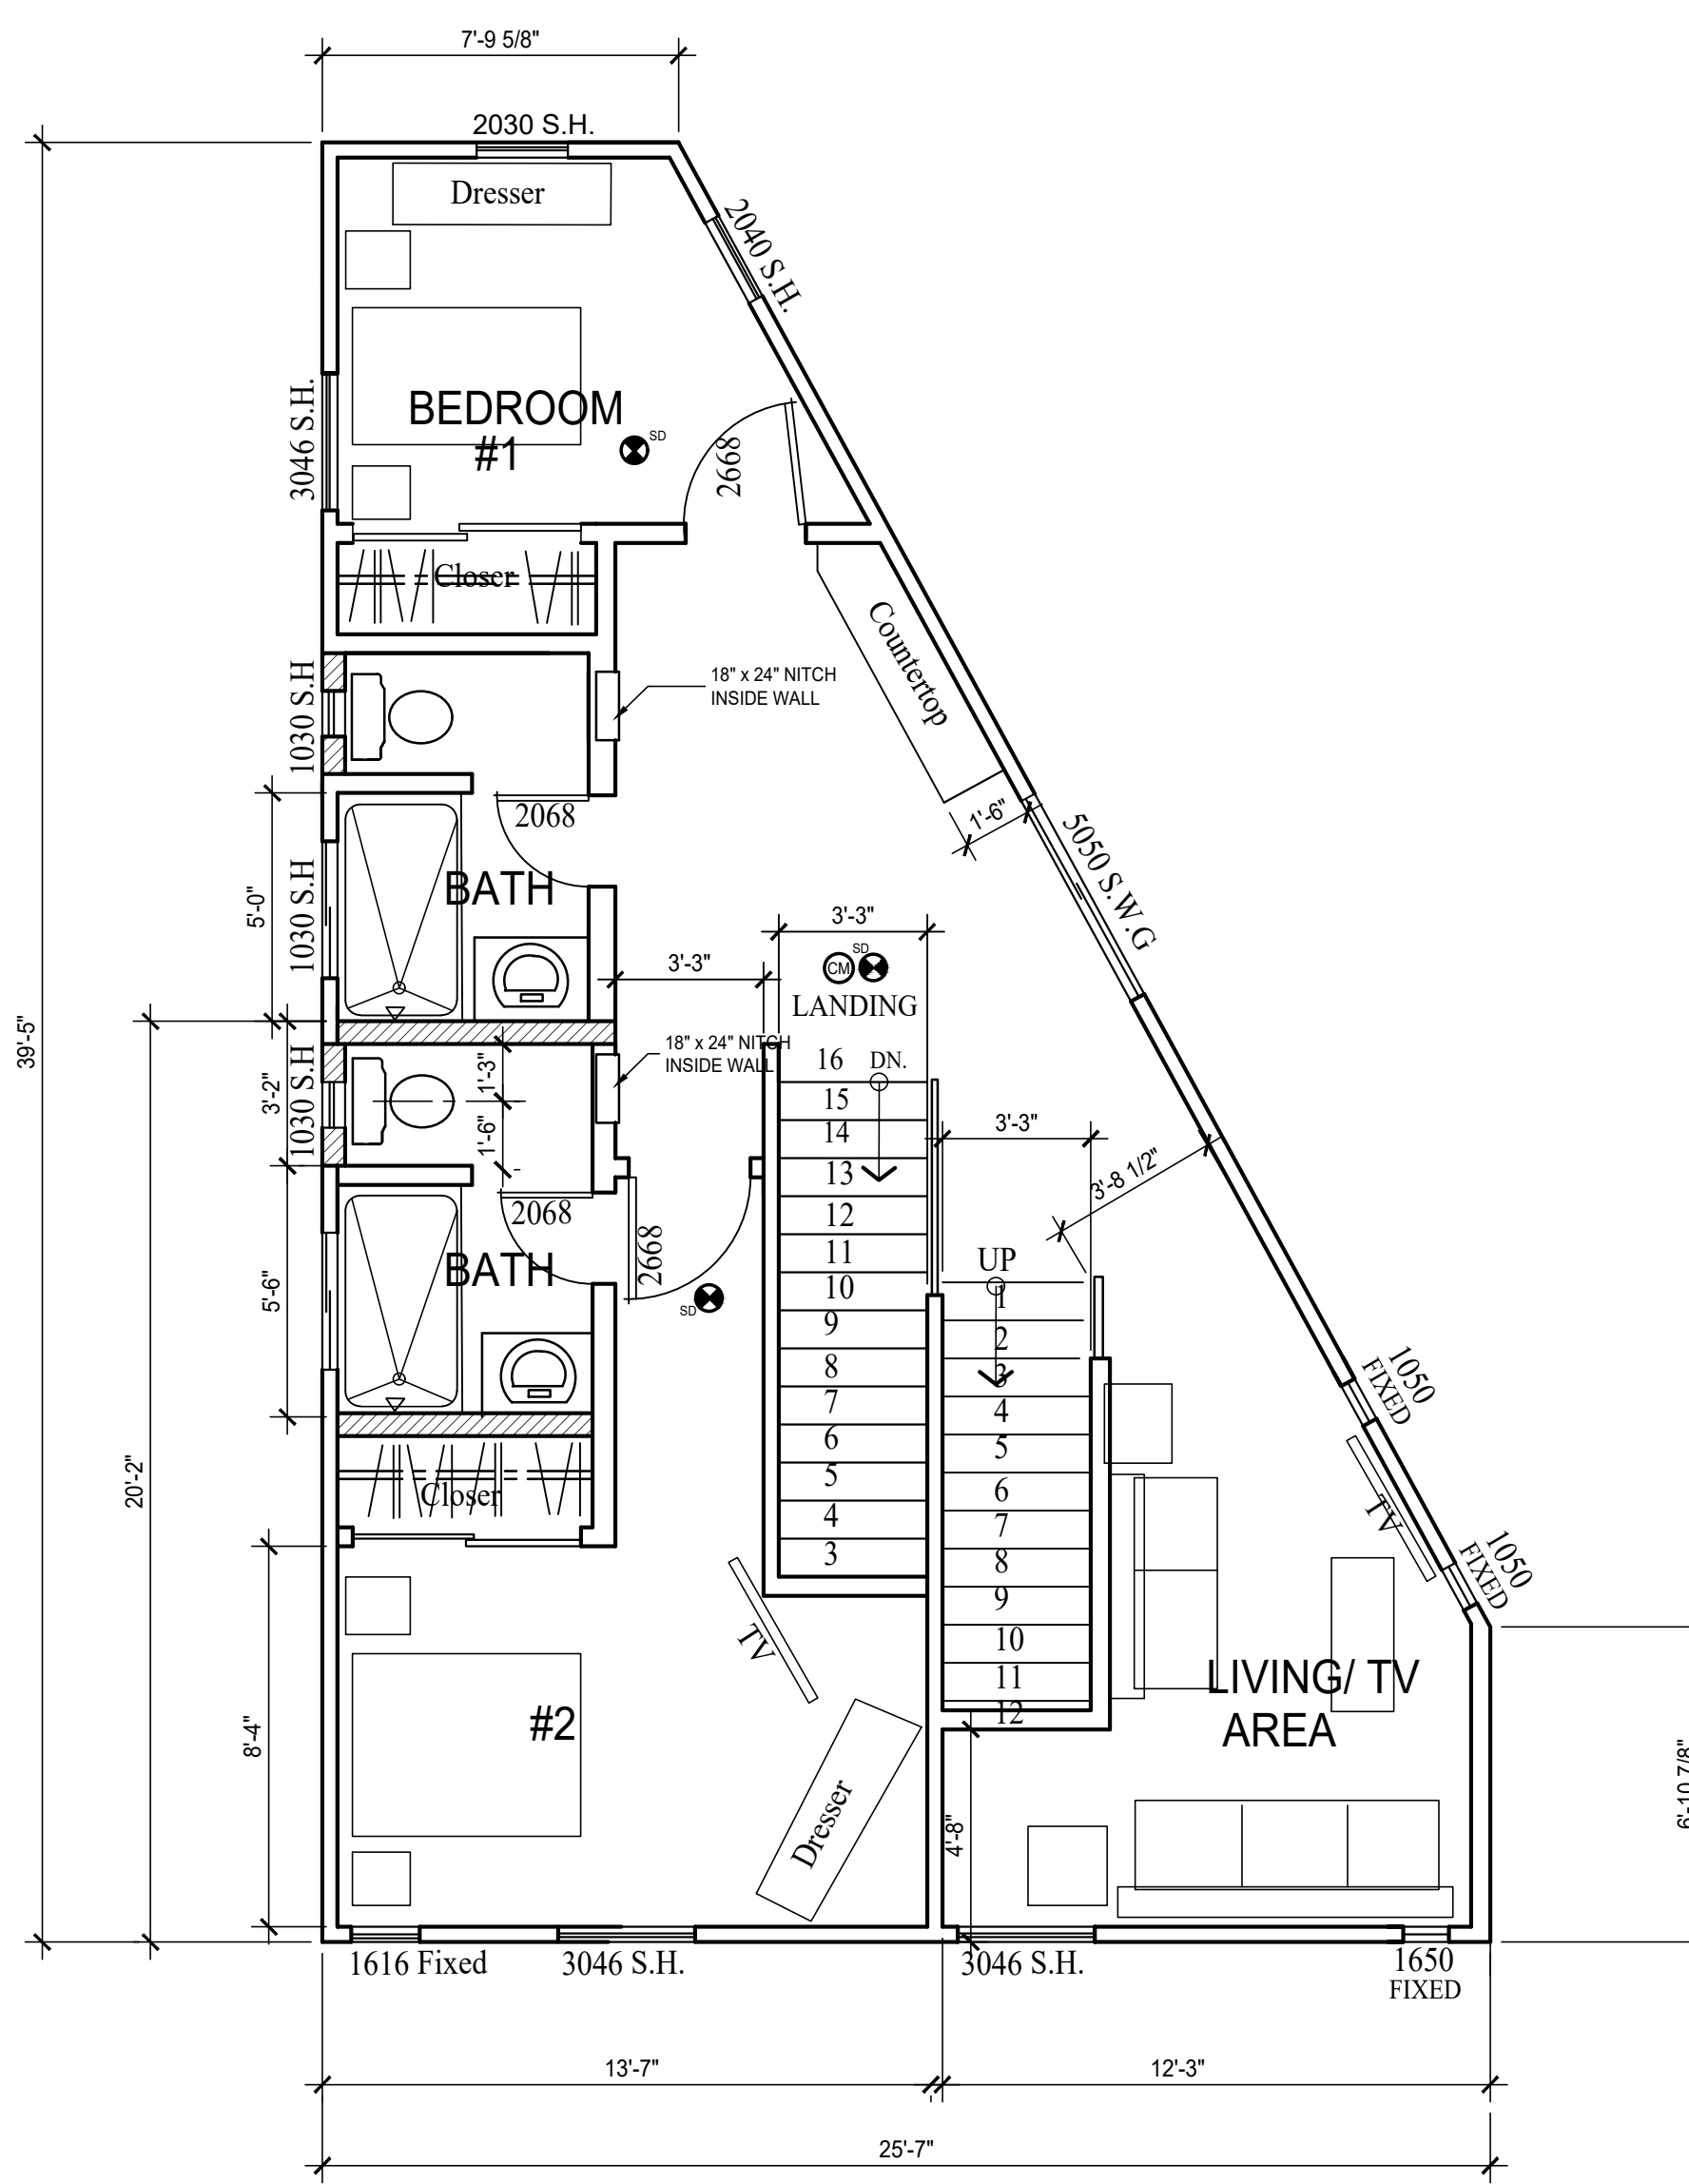 7'-9 5/8"
2030 S.H.
Dresser
2040 S.H.
BEDROOM
#1
SD
3046 S.H.
2668
Closer
Countertop
18" x 24" NITCH
INSIDE WALL
1030 S.H
2068
1'-6"
5050 S.W.G
BATH
5'-0"
1030 S.H
3'-3"
3'-3"
SD
CM
LANDING
39'-5"
18" x 24" NITCH
INSIDE WALL
16
DN.
15
14
13
12
11
10
9
8
7
6
5
4
3
1030 S.H
3'-2"
1'-3"
1'-6"
3'-3"
3'-8 1/2"
2068
2668
BATH
SD
5'-6"
UP
1
2
3
4
5
6
7
8
9
10
11
12
1050
FIXED
20'-2"
Closer
TV
1050
FIXED
TV
LIVING/ TV
AREA
#2
8'-4"
Dresser
4'-8"
6'-10 7/8"
1616 Fixed
3046 S.H.
3046 S.H.
1650
FIXED
13'-7"
12'-3"
25'-7"